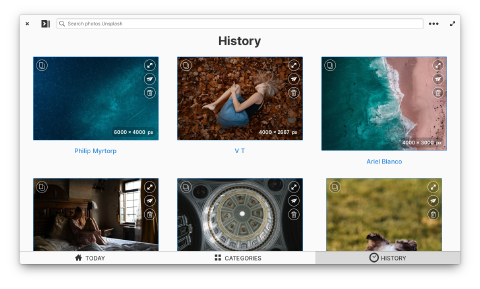 Search photos Unsplash
History
6000 × 4000 px
4000 × 2667 px
4000 × 3000 px
Philip Myrtorp
V T
Ariel Blanco
TODAY
CATEGORIES
HISTORY